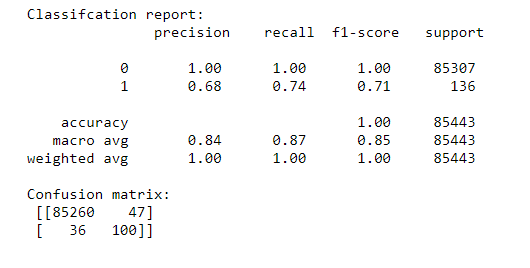 Classifcation report:
precision recall f1-score support
0 1.00 1.00 1.00 85307
1 0.68 0.74 0.71 136
accuracy 1.00 85443
macro avg 0.84 0.87 0.85 85443
weighted avg 1.00 1.00 1.00 85443
Confusion matrix:
[[85260 47]
[ 36 100]]